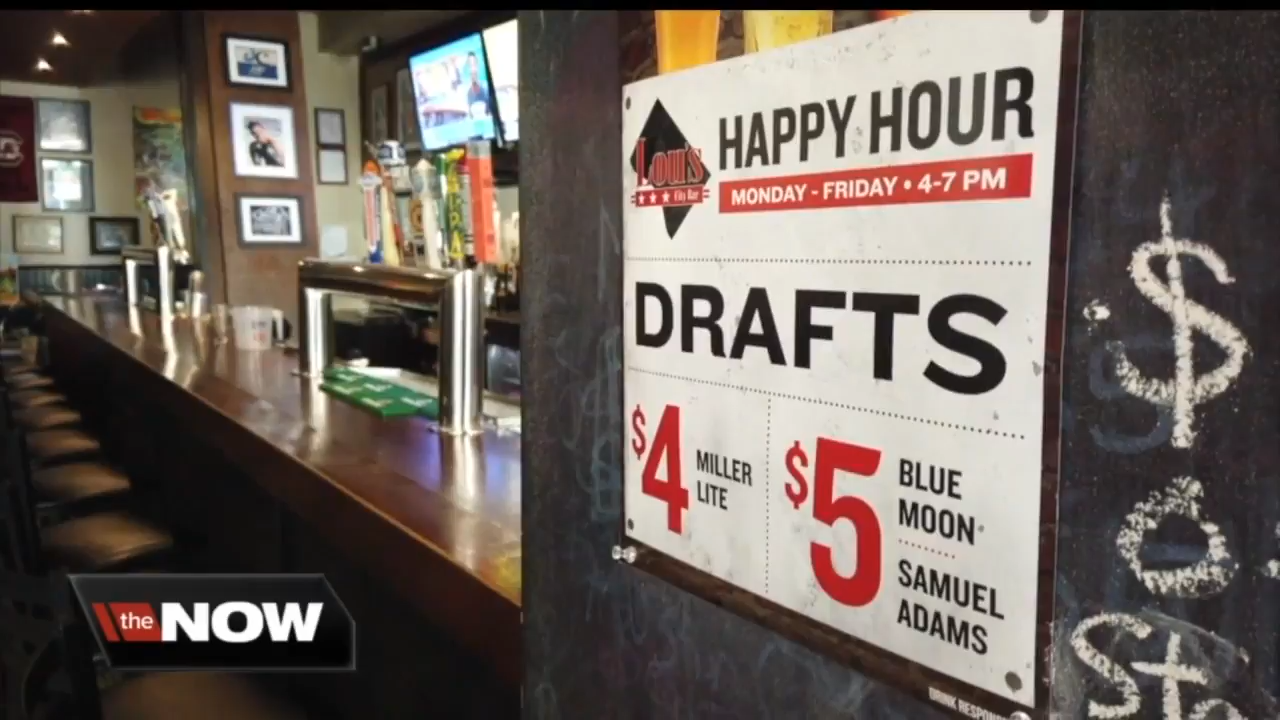 Lou's
City Bar
HAPPY HOUR
MONDAY - FRIDAY • 4-7 PM
DRAFTS
$4
MILLER
LITE
$5
BLUE
MOON
SAMUEL
ADAMS
DRINK
$
the NOW